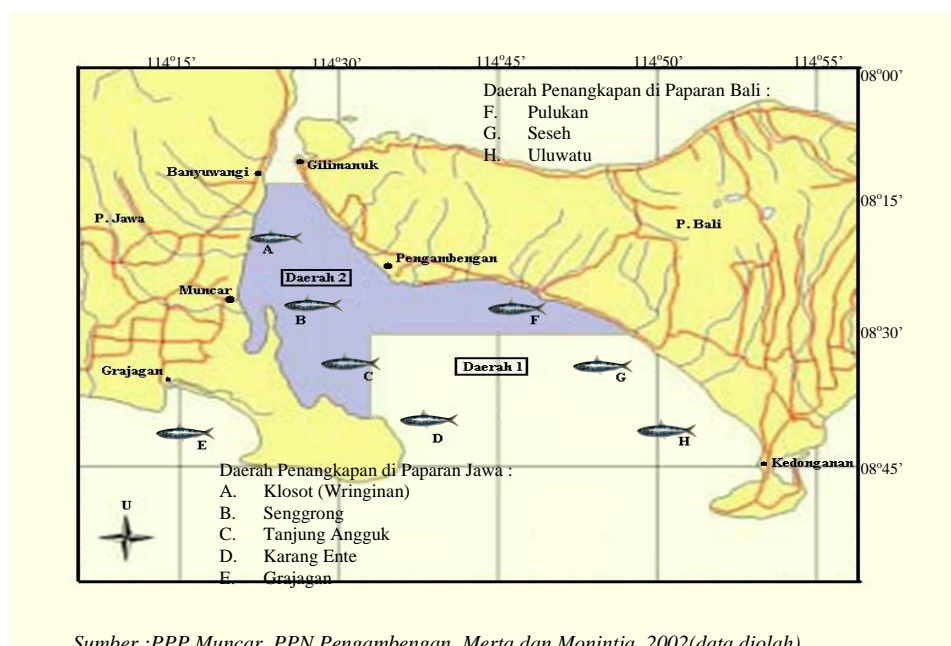 114°15’ 114°30’ 114°45’ 114°50’ 114°55’
08°00’
Daerah Penangkapan di Paparan Bali :
F. Pulukan
G. Seseh
H. Uluwatu
Gilimanuk
Banyuwangi
08°15’
P. Jawa
P. Bali
A
Pengambengan
Daerah 2
Muncar
B
F
08°30’
Daerah 1
Grajagan
C
G
D
H
E
Kedonganan
08°45’
Daerah Penangkapan di Paparan Jawa :
A. Klosot (Wringinan)
B. Senggrong
C. Tanjung Angguk
D. Karang Ente
E. Grajagan
U
Sumber :PPP Muncar, PPN Pengambengan, Merta dan Monintja, 2002(data diolah)